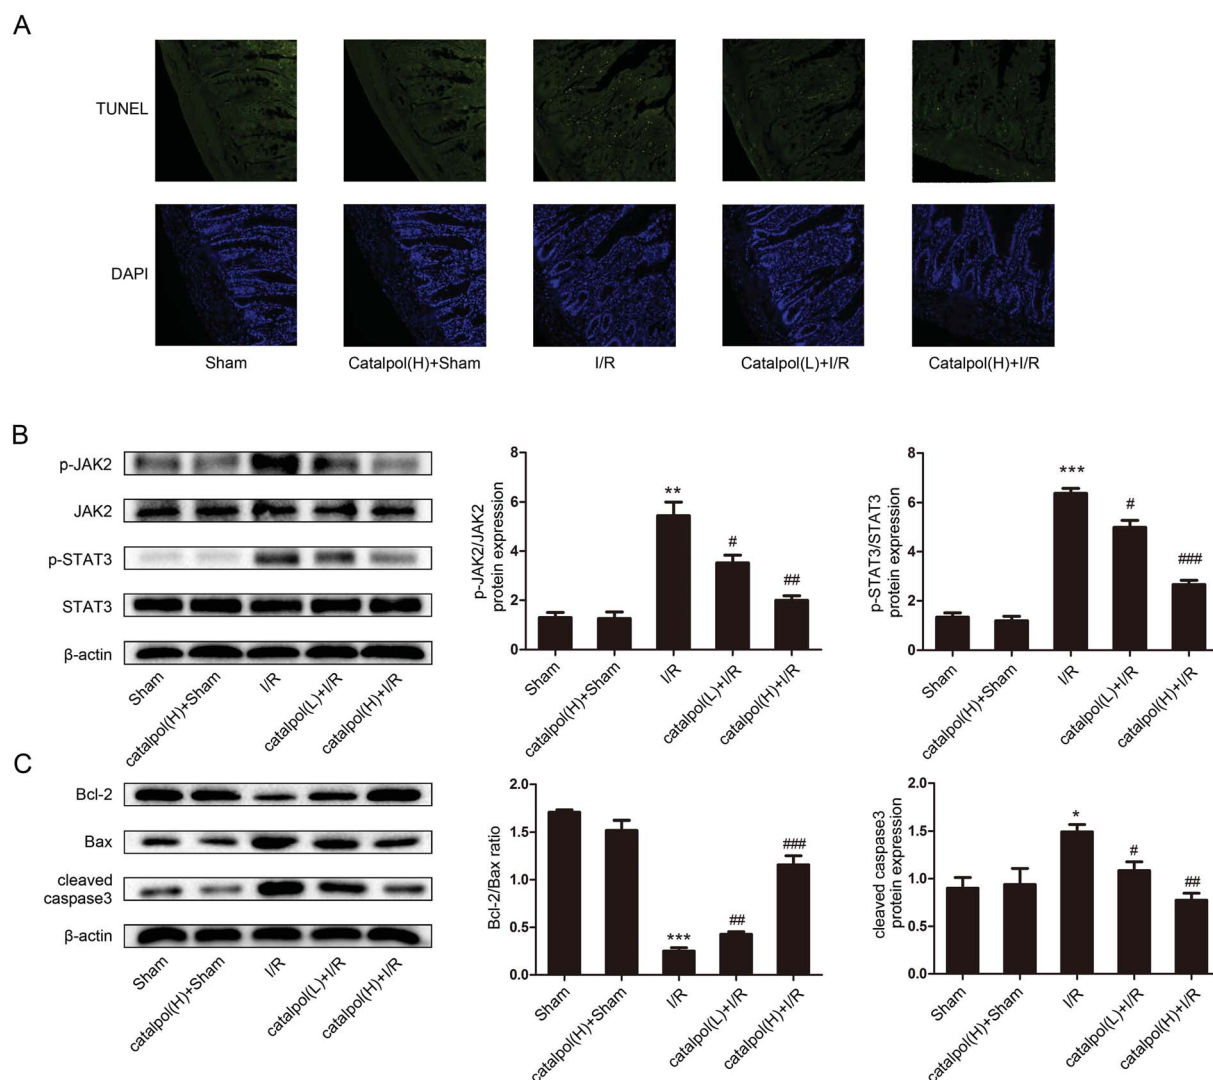 A
TUNEL
DAPI
Sham
Catalpol(H)+Sham
I/R
Catalpol(L)+I/R
Catalpol(H)+I/R
B
p-JAK2
JAK2
p-STAT3
STAT3
β-actin
Sham
catalpol(H)+Sham
I/R
catalpol(L)+I/R
catalpol(H)+I/R
p-JAK2/JAK2
protein expression
8
6
4
2
0
**
#
##
Sham
catalpol(H)+Sham
I/R
catalpol(L)+I/R
catalpol(H)+I/R
p-STAT3/STAT3
protein expression
8
6
4
2
0
***
#
###
Sham
catalpol(H)+Sham
I/R
catalpol(L)+I/R
catalpol(H)+I/R
C
Bcl-2
Bax
cleaved
caspase3
β-actin
Sham
catalpol(H)+Sham
I/R
catalpol(L)+I/R
catalpol(H)+I/R
Bcl-2/Bax ratio
2.0
1.5
1.0
0.5
0.0
***
##
###
Sham
catalpol(H)+Sham
I/R
catalpol(L)+I/R
catalpol(H)+I/R
cleaved caspase3
protein expression
2.0
1.5
1.0
0.5
0.0
*
#
##
Sham
catalpol(H)+Sham
I/R
catalpol(L)+I/R
catalpol(H)+I/R